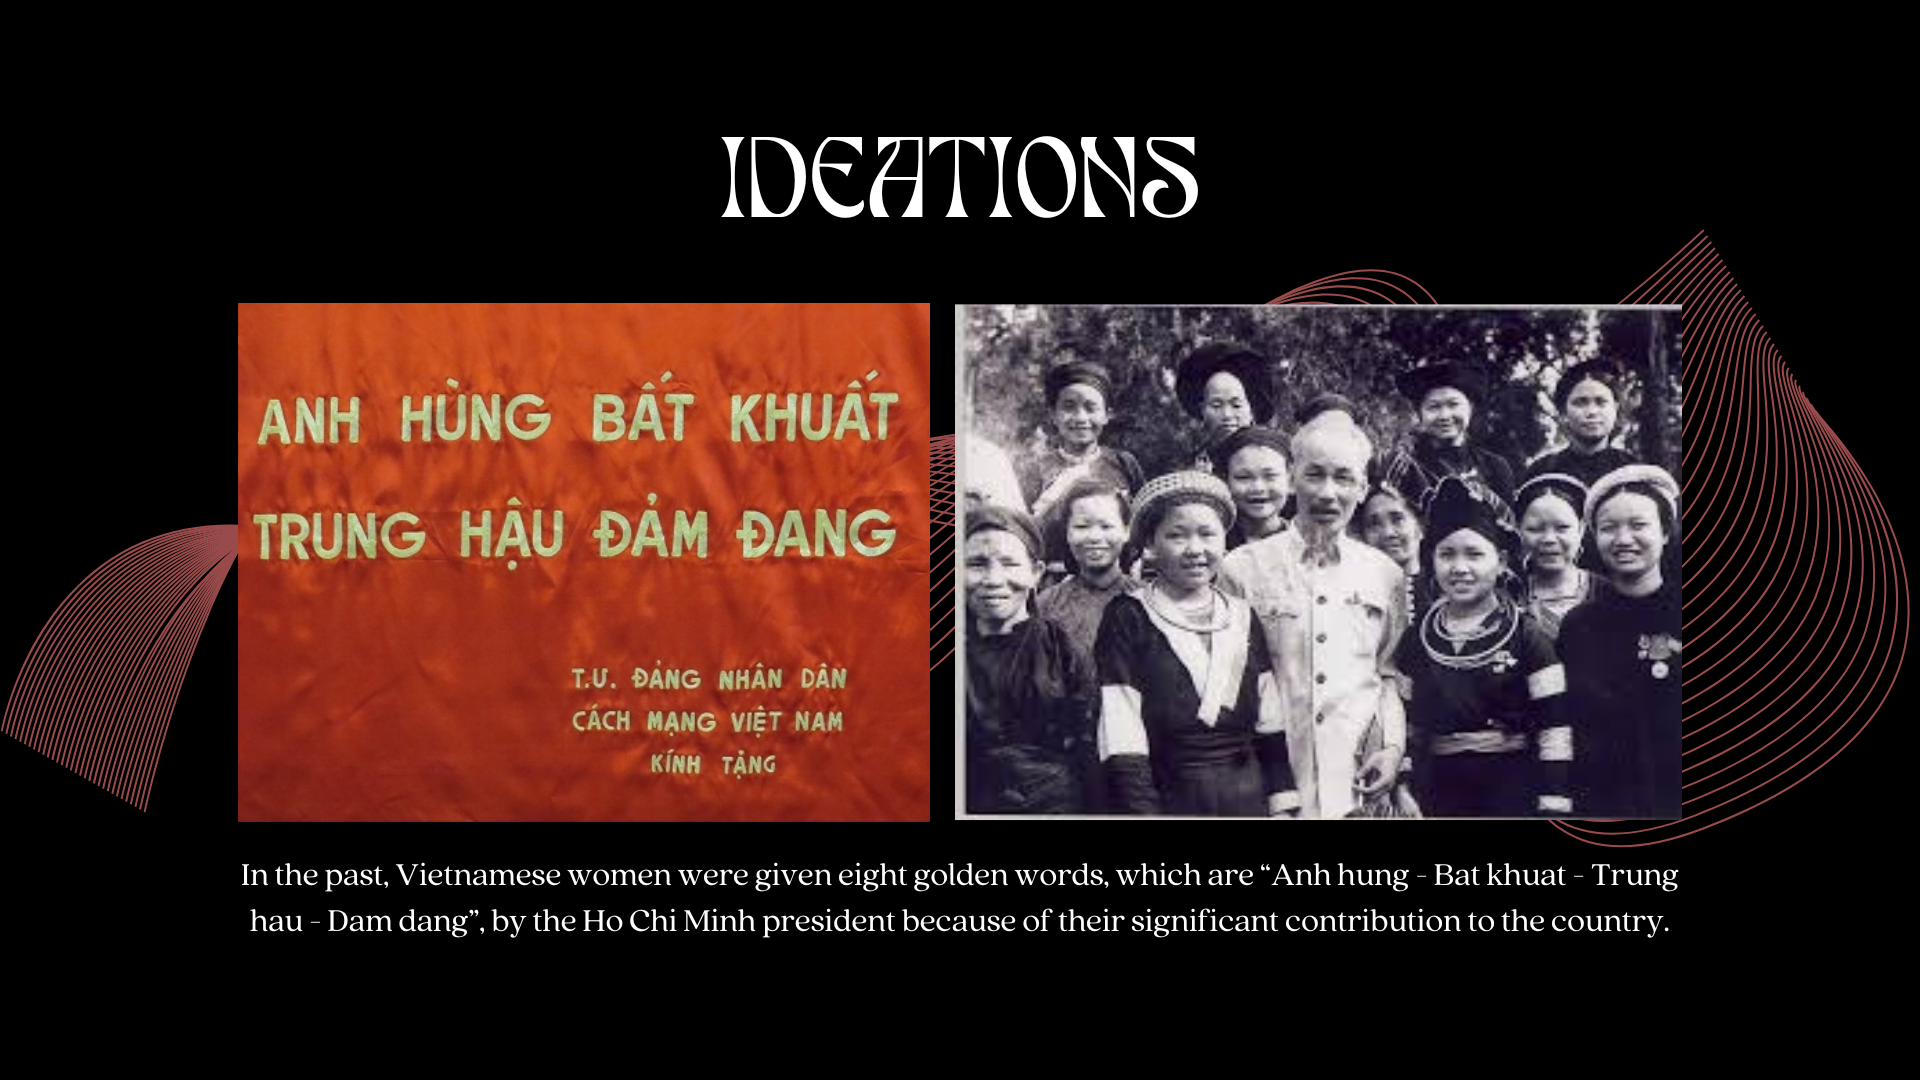 IDEATIONS
ANH HÙNG BẤT KHUẤT
TRUNG HẬU ĐẢM ĐANG
T.Ư. ĐẢNG NHÂN DÂN
CÁCH MẠNG VIỆT NAM
KÍNH TẶNG
In the past, Vietnamese women were given eight golden words, which are “Anh hung - Bat khuat - Trung
hau - Dam dang”, by the Ho Chi Minh president because of their significant contribution to the country.